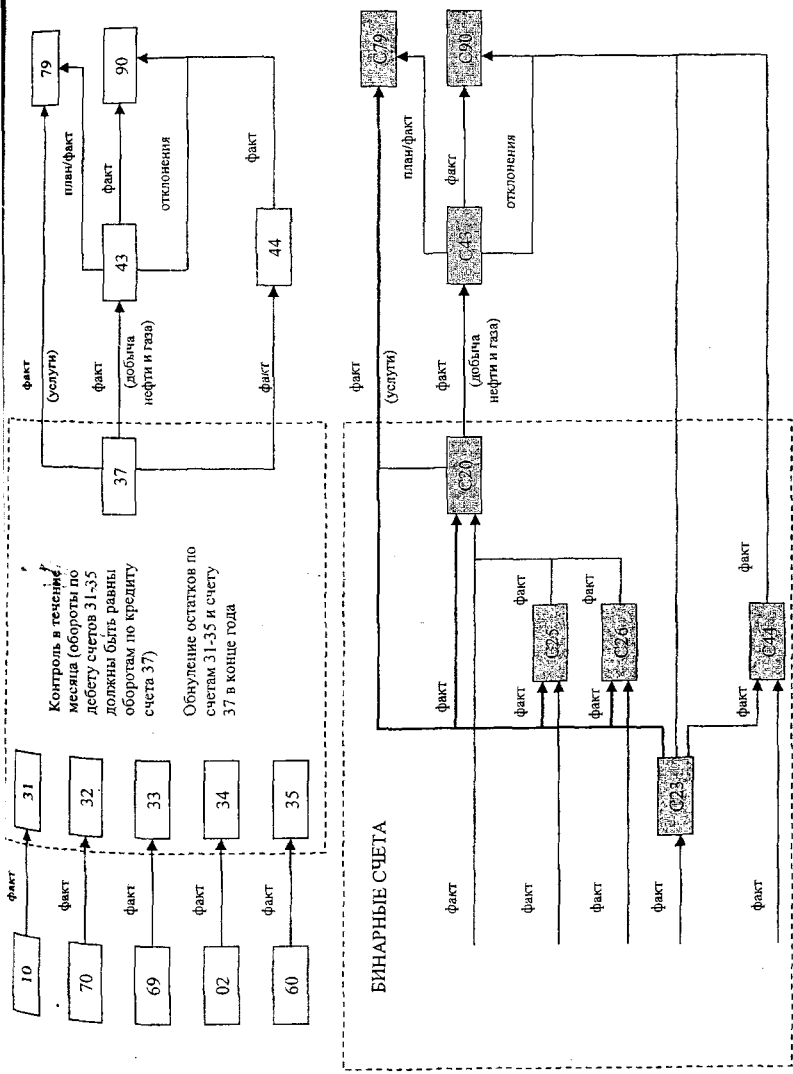 10
факт
31
70
факт
32
69
факт
33
02
факт
34
60
факт
35
Контроль в течение
месяца (обороты по
дебету счетов 31-35
должны быть равны
оборотам по кредиту
счета 37)
Обнуление остатков по
счетам 31-35 и счету
37 в конце года
37
факт
(услуги)
факт
(добыча
нефти и газа)
факт
43
44
план/факт
факт
отклонения
факт
79
90
БИНАРНЫЕ СЧЕТА
факт
факт
факт
факт
факт
С23
факт
факт
факт
факт
С25
С26
С44
факт
факт
факт
С20
факт
(услуги)
факт
(добыча
нефти и газа)
С43
план/факт
факт
отклонения
С79
С90